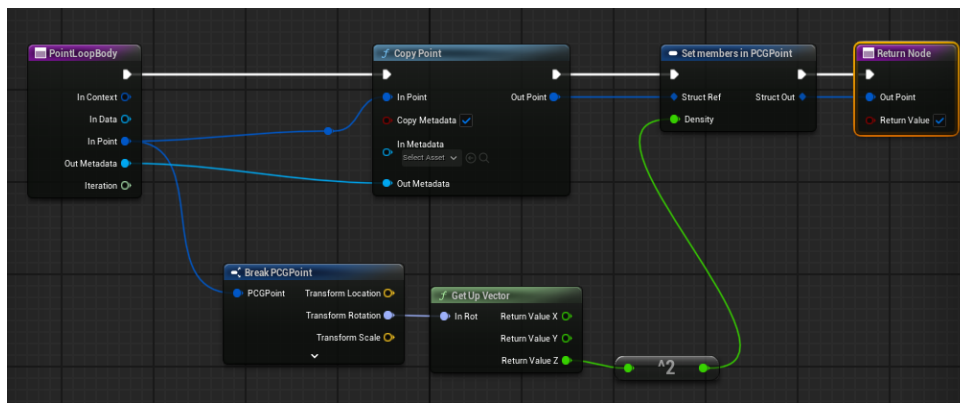 PointLoopBody
In Context
In Data
In Point
Out Metadata
Iteration
f Copy Point
In Point
Out Point
Copy Metadata
In Metadata
Select Asset
Out Metadata
Set members in PCGPoint
Struct Ref
Struct Out
Density
Return Node
Out Point
Return Value
Break PCGPoint
PCGPoint
Transform Location
Transform Rotation
Transform Scale
f Get Up Vector
In Rot
Return Value X
Return Value Y
Return Value Z
^2